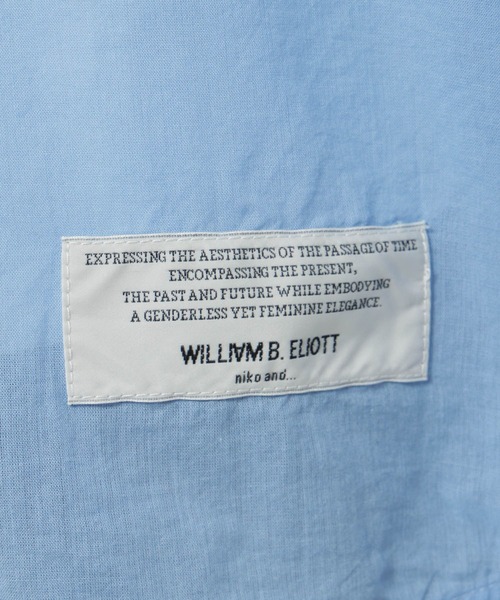 EXPRESSING THE AESTHETICS OF THE PASSAGE OF TIME
ENCOMPASSING THE PRESENT,
THE PAST AND FUTURE WHILE EMBODYING
A GENDERLESS YET FEMININE ELEGANCE.
WILLIVM B. ELIOTT
niko and...